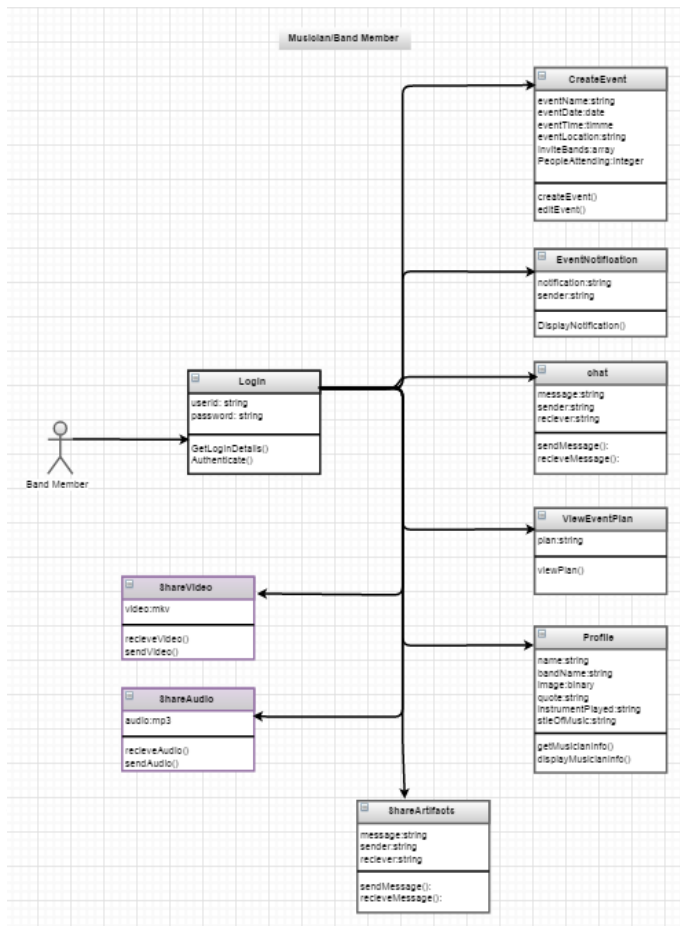 Musician/Band Member
CreateEvent
eventName:string
eventDate:date
eventTime:timme
eventLocation:string
InviteBands:array
PeopleAttending:integer
createEvent()
editEvent()
EventNotification
notification:string
sender:string
DisplayNotification()
chat
message:string
sender:string
reciever:string
sendMessage():
recieveMessage():
Login
userid: string
password: string
GetLoginDetails()
Authenticate()
Band Member
ViewEventPlan
plan:string
viewPlan()
ShareVideo
video:mkv
recieveVideo()
sendVideo()
Profile
name:string
bandName:string
image:binary
quote:string
instrumentPlayed:string
stleOfMusic:string
getMusicianInfo()
displayMusicianInfo()
ShareAudio
audio:mp3
recieveAudio()
sendAudio()
ShareArtifacts
message:string
sender:string
reciever:string
sendMessage():
recieveMessage():